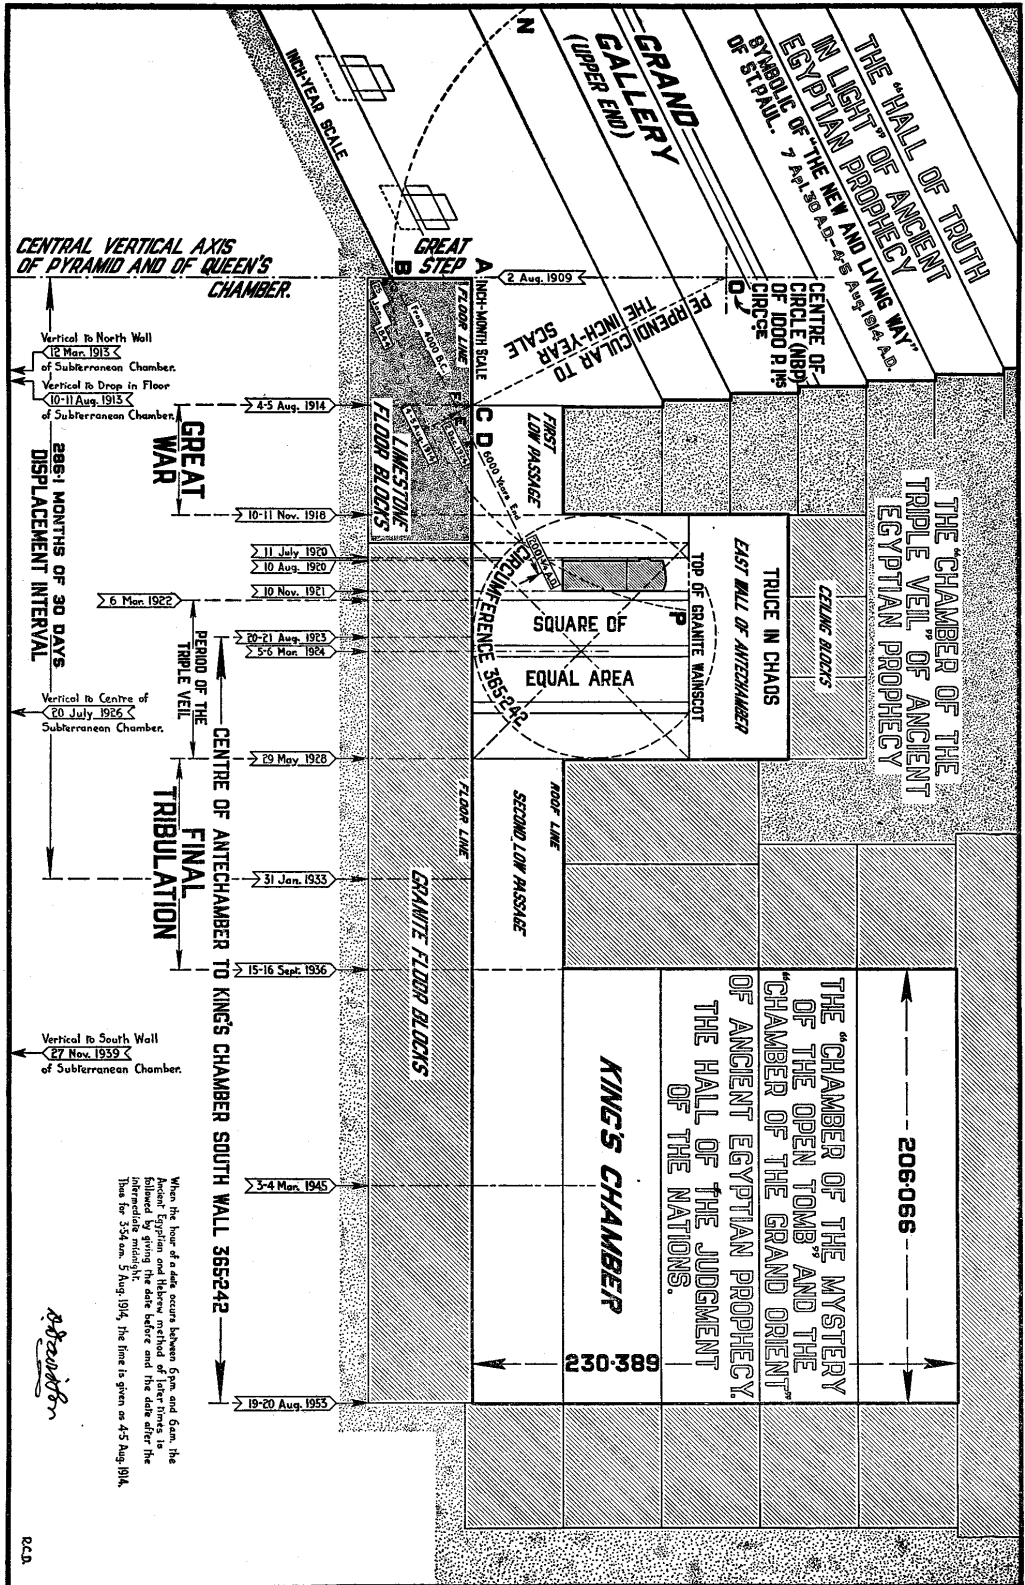 THE "HALL OF TRUTH
IN LIGHT" OF ANCIENT
EGYPTIAN PROPHECY
SYMBOLIC OF "THE NEW AND LIVING WAY"
OF ST. PAUL. 7 Apl. 30 A.D.–4-5 Aug. 1914 A.D.
GRAND
GALLERY
(UPPER END)
N
INCH-YEAR SCALE
CENTRE OF
CIRCLE (NBP)
OF 1000 P. INS
CIRCCE
D
PERPENDICULAR TO
THE INCH-YEAR
SCALE
2 Aug. 1909
GREAT
STEP
A
B
INCH-MONTH SCALE
CENTRAL VERTICAL AXIS
OF PYRAMID AND OF QUEEN'S
CHAMBER.
FLOOR LINE
From 4000 B.C.
LIMESTONE
FLOOR BLOCKS
C
D
6000 Years End
FIRST
LOW PASSAGE
THE "CHAMBER OF THE
TRIPLE VEIL" OF ANCIENT
EGYPTIAN PROPHECY
CEILING BLOCKS
TRUCE IN CHAOS
EAST WALL OF ANTECHAMBER
TOP OF GRANITE WAINSCOT
P
SQUARE OF
EQUAL AREA
CIRCUMFERENCE 365·242
ROOF LINE
SECOND LOW PASSAGE
FLOOR LINE
GRANITE FLOOR BLOCKS
206·066
THE "CHAMBER OF THE MYSTERY
OF THE OPEN TOMB" AND THE
"CHAMBER OF THE GRAND ORIENT"
OF ANCIENT EGYPTIAN PROPHECY.
THE HALL OF "THE JUDGMENT
OF THE NATIONS.
KING'S CHAMBER
230·389
4-5 Aug. 1914
10-11 Nov. 1918
11 July 1920
10 Aug. 1920
10 Nov. 1921
6 Mar. 1922
20-21 Aug. 1923
5-6 Mar. 1924
29 May 1928
31 Jan. 1933
15-16 Sept. 1936
3-4 Mar. 1945
19-20 Aug. 1953
GREAT
WAR
PERIOD OF THE
TRIPLE VEIL
FINAL
TRIBULATION
CENTRE OF ANTECHAMBER TO KING'S CHAMBER SOUTH WALL 365·242
286·1 MONTHS OF 30 DAYS
DISPLACEMENT INTERVAL
Vertical to North Wall
12 Mar. 1913
of Subterranean Chamber.
Vertical to Drop in Floor
10-11 Aug. 1913
of Subterranean Chamber.
Vertical to Centre of
20 July 1926
Subterranean Chamber.
Vertical to South Wall
27 Nov. 1939
of Subterranean Chamber.
When the hour of a date occurs between 6 p.m. and 6 a.m. the
Ancient Egyptian and Hebrew method of later times is
followed by giving the date before and the date after the
intermediate midnight.
Thus for 3·54 a.m. 5 Aug. 1914, the time is given as 4-5 Aug. 1914.
D. Davidson
R.C.D.